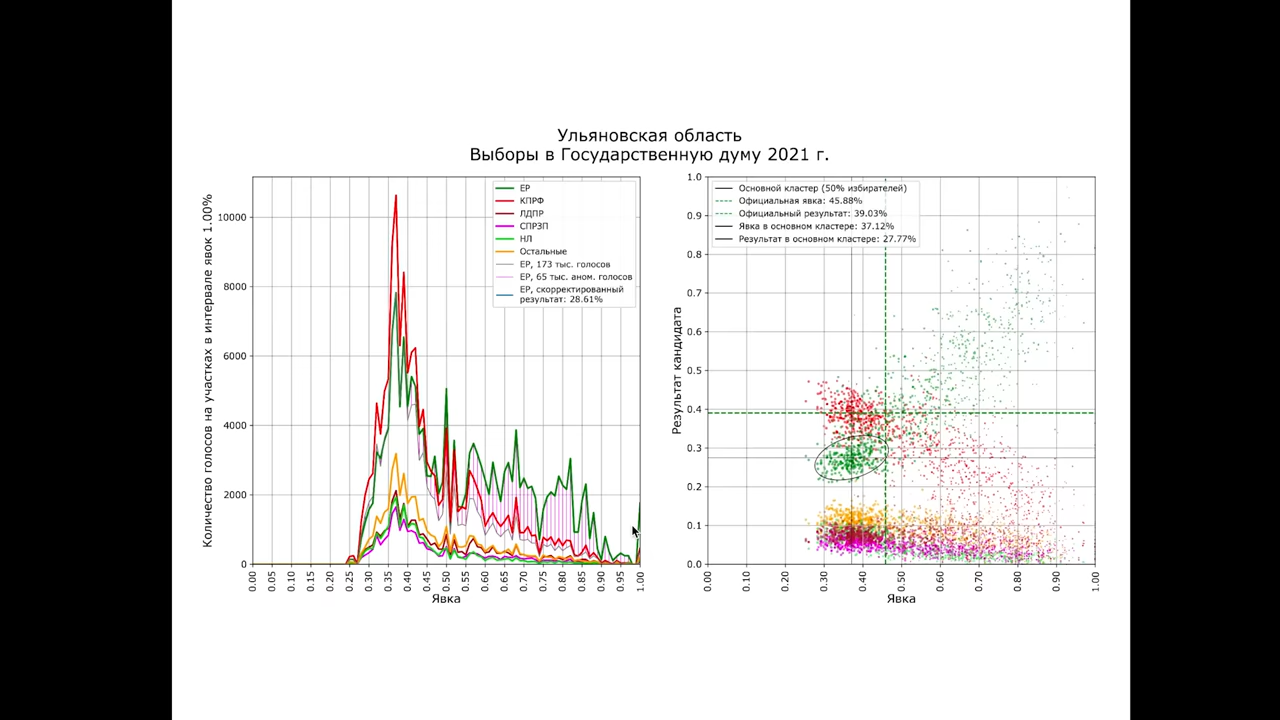 Ульяновская область
Выборы в Государственную думу 2021 г.
Количество голосов на участках в интервале явок 1.00%
10000
8000
6000
4000
2000
0
0.00 0.05 0.10 0.15 0.20 0.25 0.30 0.35 0.40 0.45 0.50 0.55 0.60 0.65 0.70 0.75 0.80 0.85 0.90 0.95 1.00
Явка
ЕР
КПРФ
ЛДПР
СПРЗП
НЛ
Остальные
ЕР, 173 тыс. голосов
ЕР, 65 тыс. аном. голосов
ЕР, скорректированный
результат: 28.61%
Результат кандидата
1.0
0.9
0.8
0.7
0.6
0.5
0.4
0.3
0.2
0.1
0.0
0.00 0.10 0.20 0.30 0.40 0.50 0.60 0.70 0.80 0.90 1.00
Явка
Основной кластер (50% избирателей)
Официальная явка: 45.88%
Официальный результат: 39.03%
Явка в основном кластере: 37.12%
Результат в основном кластере: 27.77%